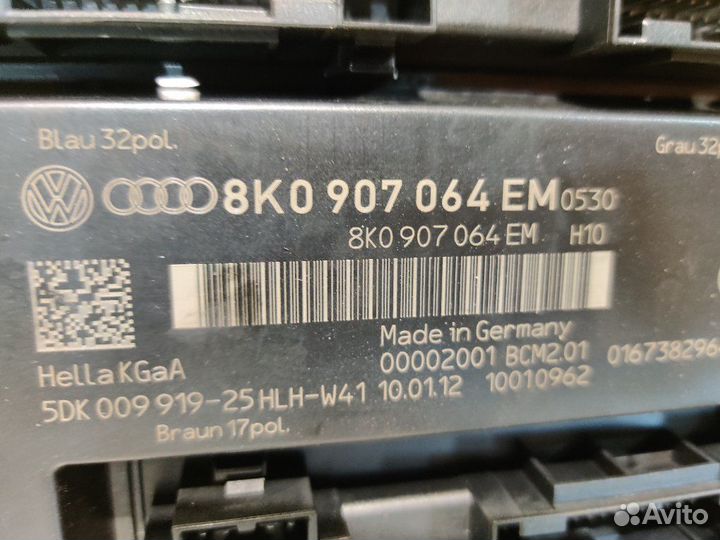 Blau 32pol.
Grau 32p
8K0 907 064 EM 0530
8K0 907 064 EM H10
Made in Germany
00002001 BCM2.01 0167382964
Hella KGaA
5DK 009 919-25 HLH-W41 10.01.12 10010962
Braun 17pol.
Avito